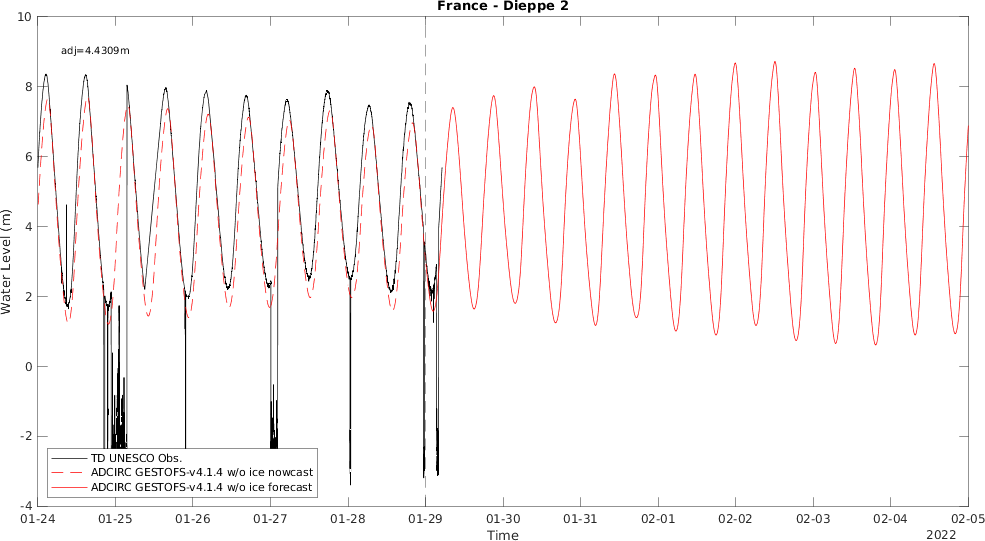 France - Dieppe 2
10
8
6
4
2
0
-2
-4
Water Level (m)
adj=4.4309m
TD UNESCO Obs.
ADCIRC GESTOFS-v4.1.4 w/o ice nowcast
ADCIRC GESTOFS-v4.1.4 w/o ice forecast
01-24 01-25 01-26 01-27 01-28 01-29 01-30 01-31 02-01 02-02 02-03 02-04 02-05
Time
2022